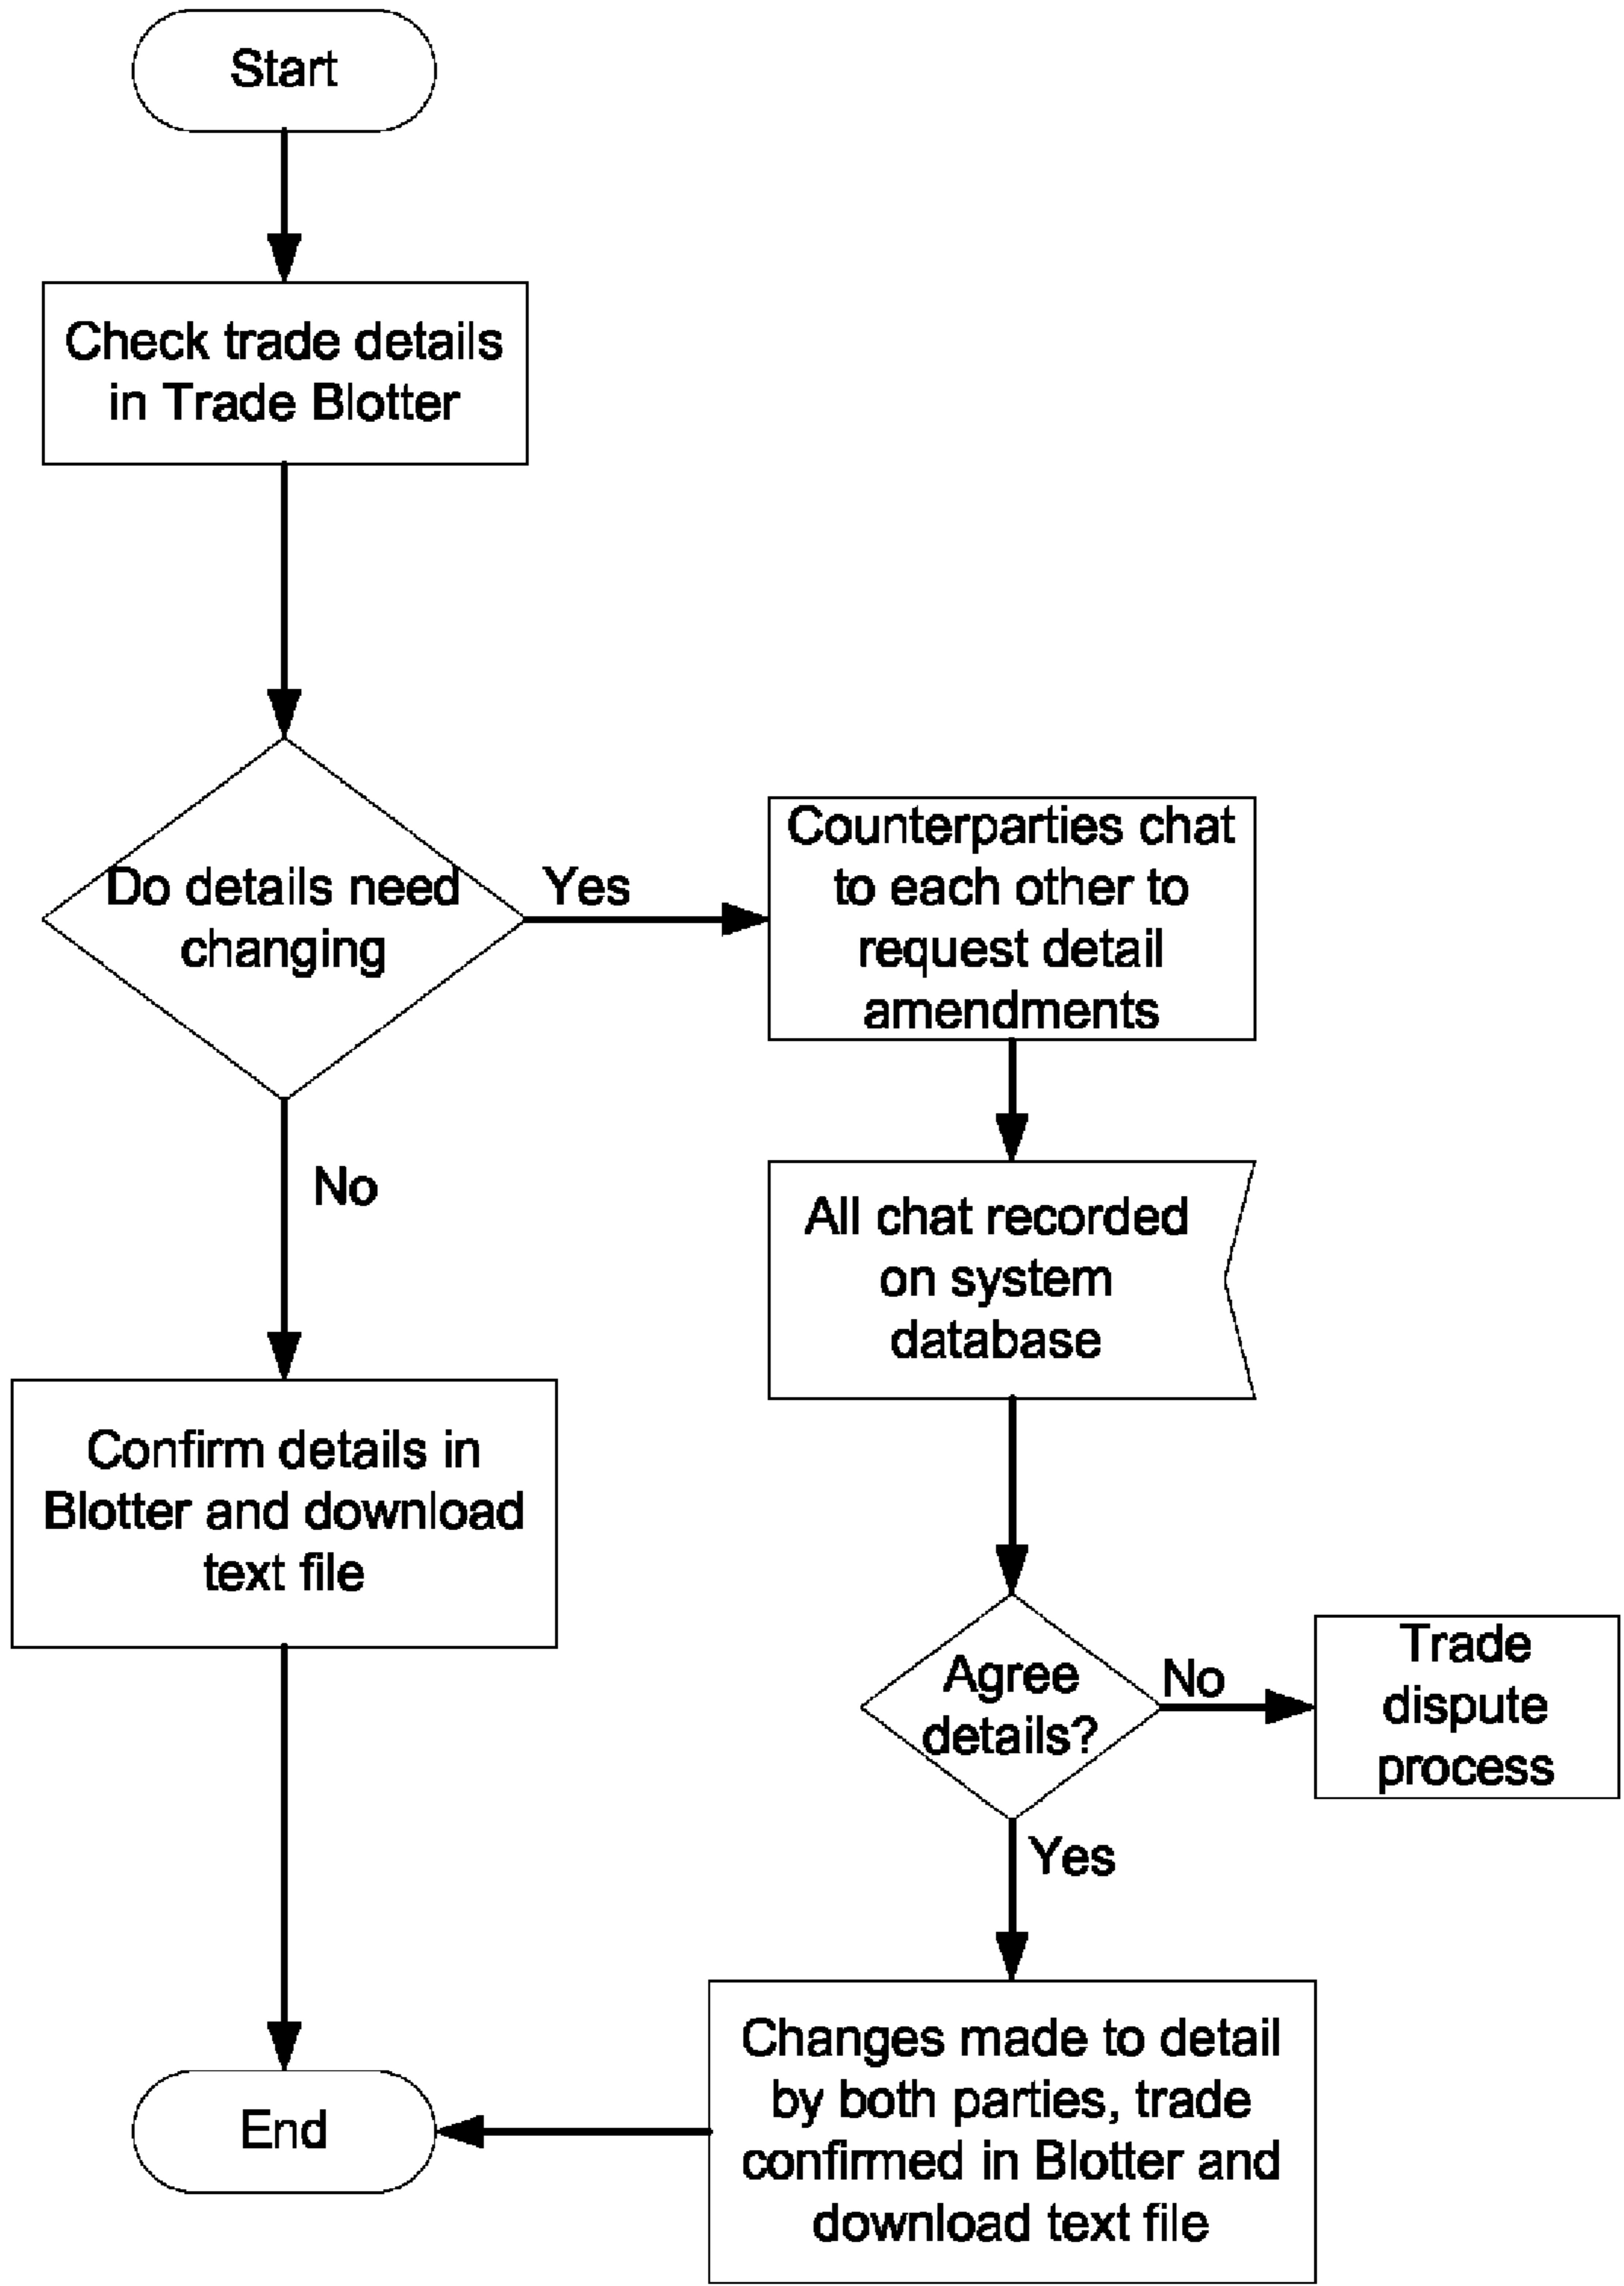 Start
Check trade details
in Trade Blotter
Do details need
changing
Yes
Counterparties chat
to each other to
request detail
amendments
No
All chat recorded
on system
database
Confirm details in
Blotter and download
text file
Agree
details?
No
Trade
dispute
process
Yes
Changes made to detail
by both parties, trade
confirmed in Blotter and
download text file
End